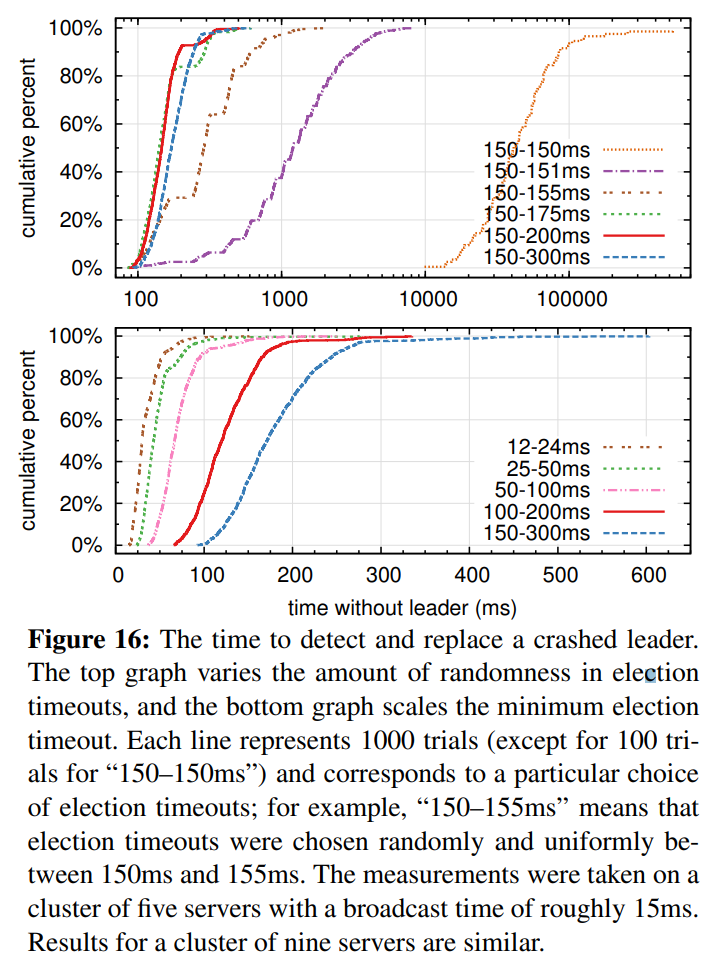 100%
80%
60%
40%
20%
0%
cumulative percent
150-150ms
150-151ms
150-155ms
150-175ms
150-200ms
150-300ms
100 1000 10000 100000
100%
80%
60%
40%
20%
0%
cumulative percent
12-24ms
25-50ms
50-100ms
100-200ms
150-300ms
0 100 200 300 400 500 600
time without leader (ms)
Figure 16: The time to detect and replace a crashed leader.
The top graph varies the amount of randomness in election
timeouts, and the bottom graph scales the minimum election
timeout. Each line represents 1000 trials (except for 100 tri-
als for “150–150ms”) and corresponds to a particular choice
of election timeouts; for example, “150–155ms” means that
election timeouts were chosen randomly and uniformly be-
tween 150ms and 155ms. The measurements were taken on a
cluster of five servers with a broadcast time of roughly 15ms.
Results for a cluster of nine servers are similar.